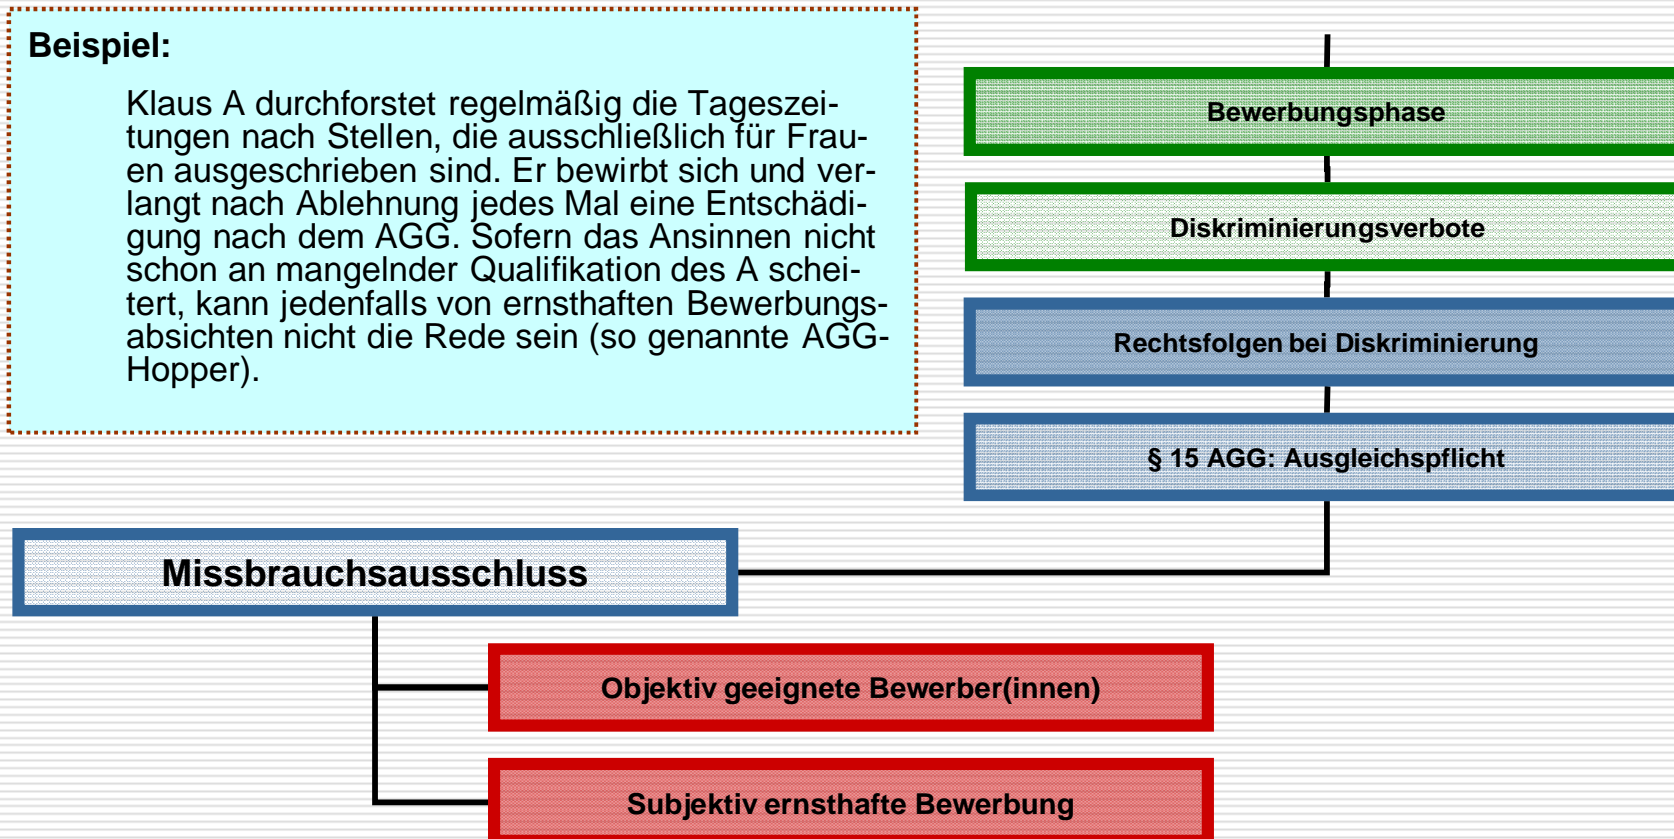 Beispiel:
Klaus A durchforstet regelmäßig die Tageszei-
tungen nach Stellen, die ausschließlich für Frau-
en ausgeschrieben sind. Er bewirbt sich und ver-
langt nach Ablehnung jedes Mal eine Entschädi-
gung nach dem AGG. Sofern das Ansinnen nicht
schon an mangelnder Qualifikation des A schei-
tert, kann jedenfalls von ernsthaften Bewerbungs-
absichten nicht die Rede sein (so genannte AGG-
Hopper).
Bewerbungsphase
Diskriminierungsverbote
Rechtsfolgen bei Diskriminierung
§ 15 AGG: Ausgleichspflicht
Missbrauchsausschluss
Objektiv geeignete Bewerber(innen)
Subjektiv ernsthafte Bewerbung